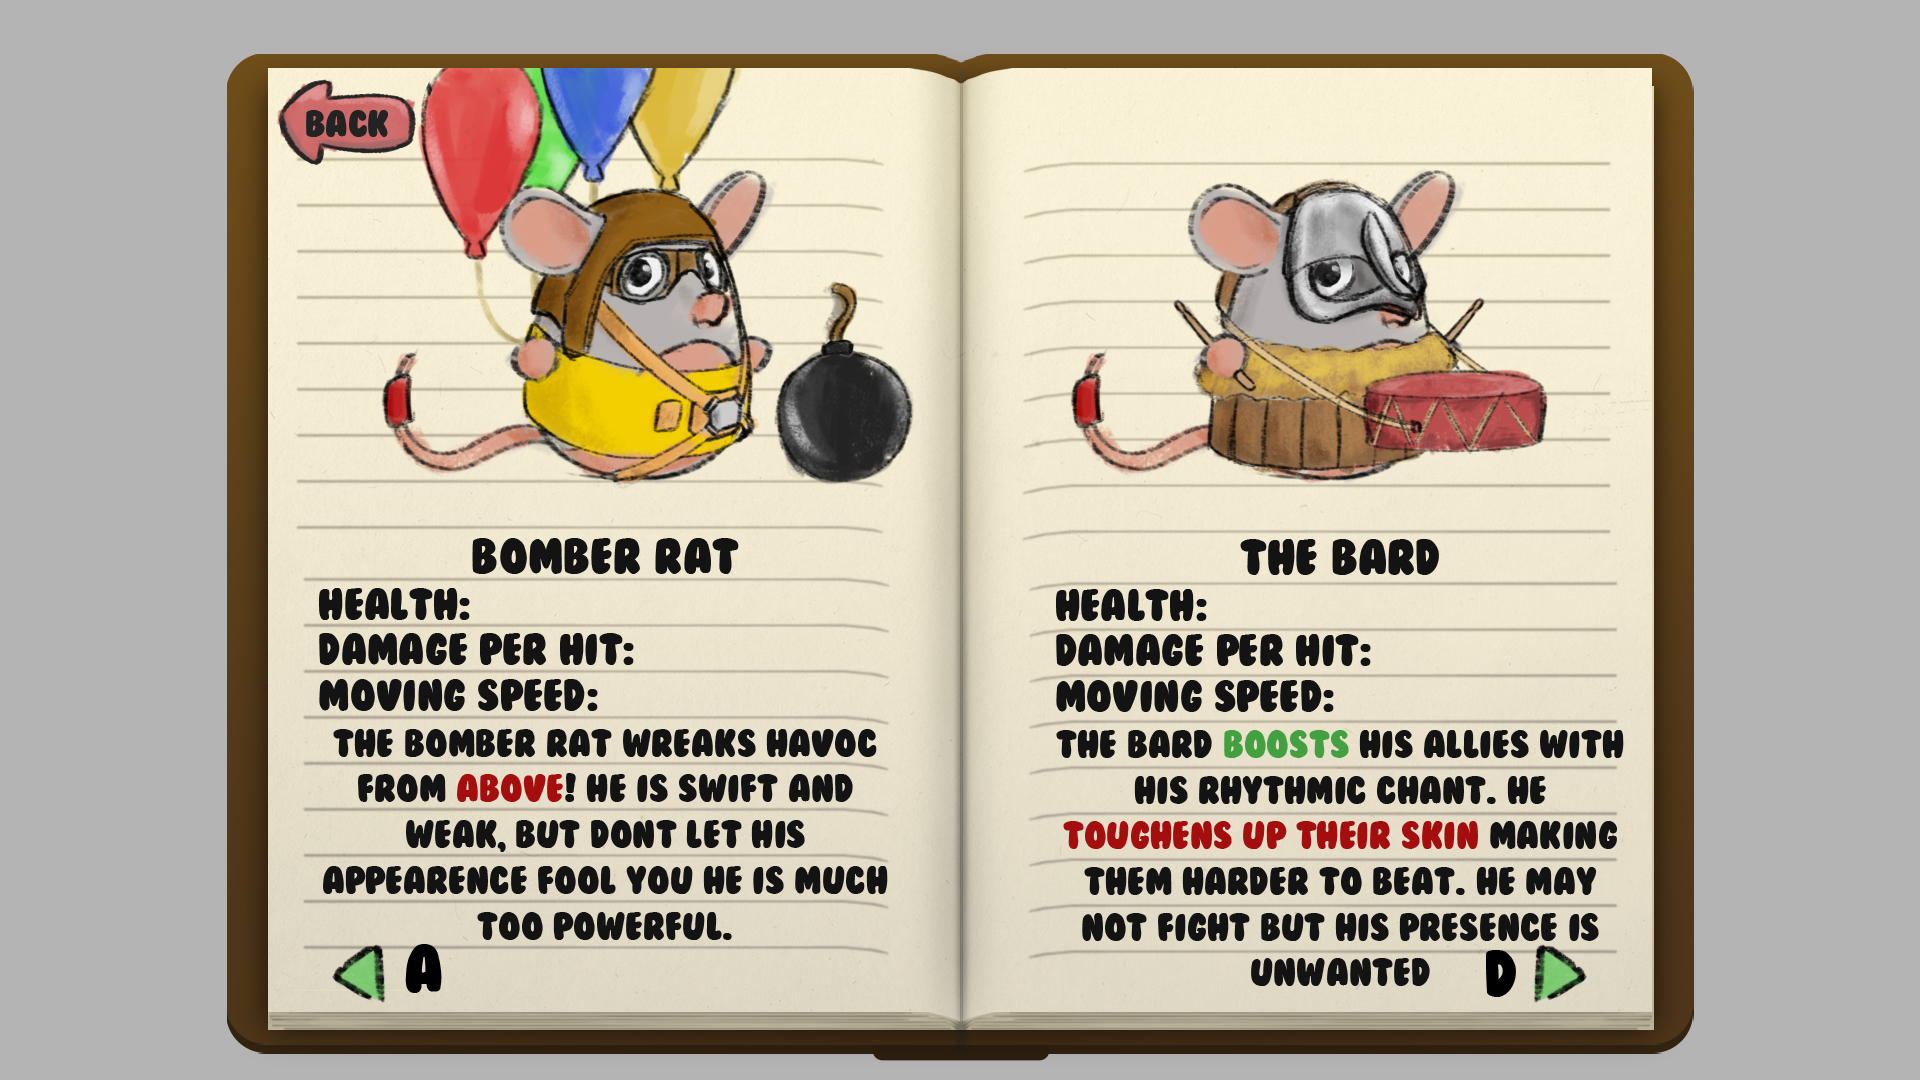 BACK
BOMBER RAT
HEALTH:
DAMAGE PER HIT:
MOVING SPEED:
THE BOMBER RAT WREAKS HAVOC
FROM ABOVE! HE IS SWIFT AND
WEAK, BUT DONT LET HIS
APPEARENCE FOOL YOU HE IS MUCH
TOO POWERFUL.
A
THE BARD
HEALTH:
DAMAGE PER HIT:
MOVING SPEED:
THE BARD BOOSTS HIS ALLIES WITH
HIS RHYTHMIC CHANT. HE
TOUGHENS UP THEIR SKIN MAKING
THEM HARDER TO BEAT. HE MAY
NOT FIGHT BUT HIS PRESENCE IS
UNWANTED
D